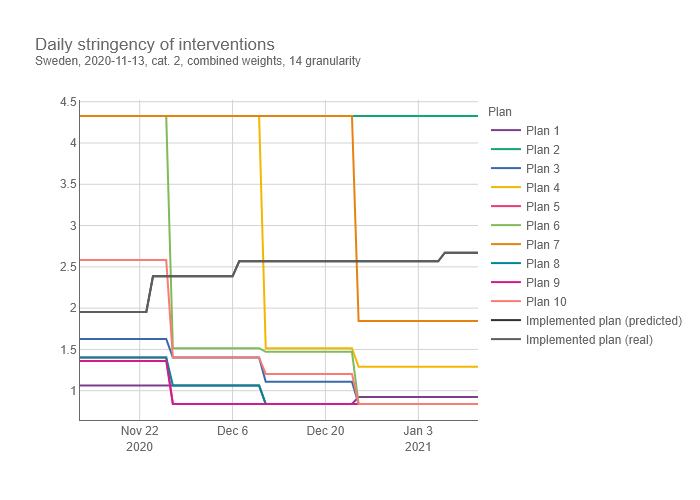 Daily stringency of interventions
Sweden, 2020-11-13, cat. 2, combined weights, 14 granularity
4.5
4
3.5
3
2.5
2
1.5
1
Nov 22
2020
Dec 6
Dec 20
Jan 3
2021
Plan
Plan 1
Plan 2
Plan 3
Plan 4
Plan 5
Plan 6
Plan 7
Plan 8
Plan 9
Plan 10
Implemented plan (predicted)
Implemented plan (real)